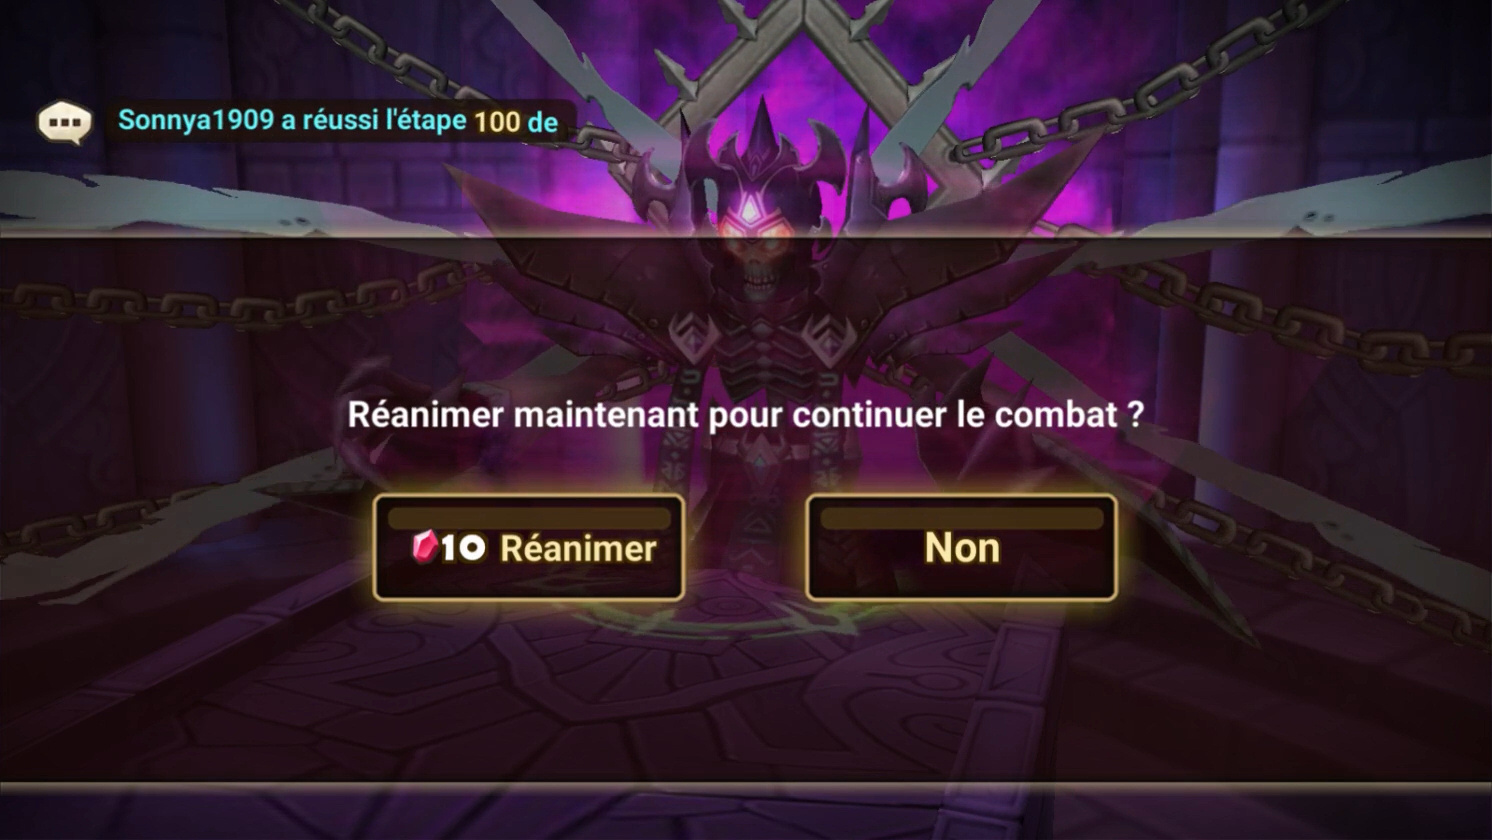 Sonnya1909 a réussi l'étape 100 de
Réanimer maintenant pour continuer le combat ?
10 Réanimer
Non